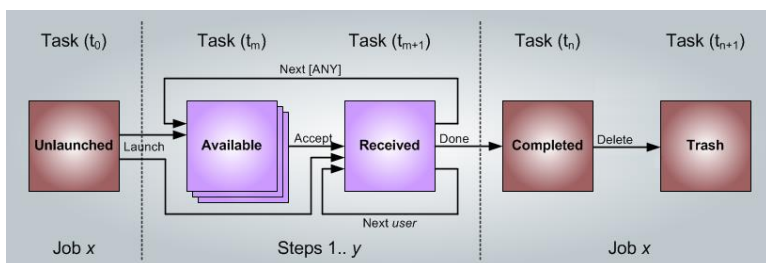 Task (t0) Task (tm) Task (tm+1) Task (tn) Task (tn+1)
Next [ANY]
Unlaunched Launch Available Accept Received Done Completed Delete Trash
Next user
Job x Steps 1.. y Job x